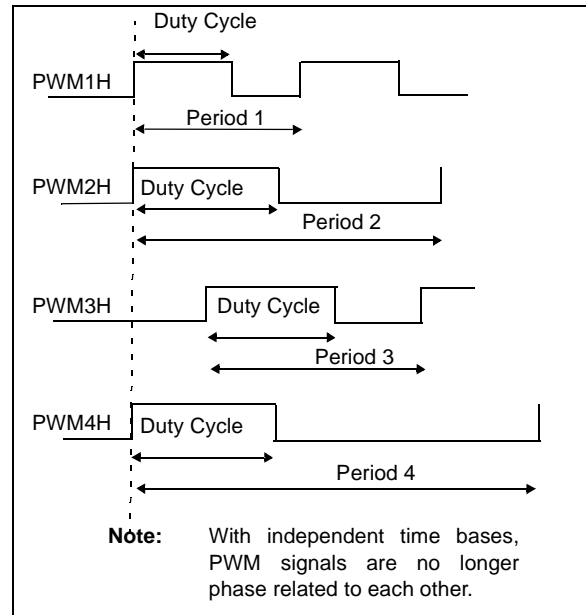 Duty Cycle
PWM1H
Period 1
PWM2H
Duty Cycle
Period 2
PWM3H
Duty Cycle
Period 3
PWM4H
Duty Cycle
Period 4
Note: With independent time bases,
PWM signals are no longer
phase related to each other.